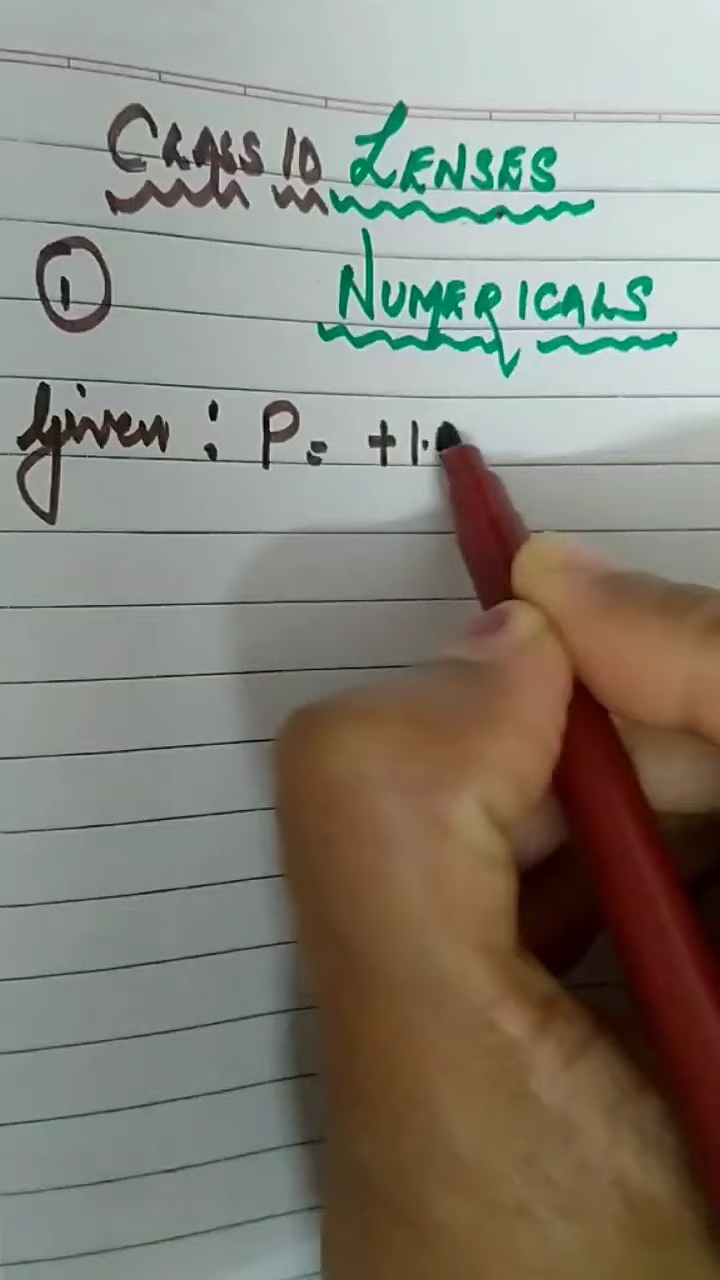 CLASS 10 LENSES
① NUMERICALS
Given : P = +1.